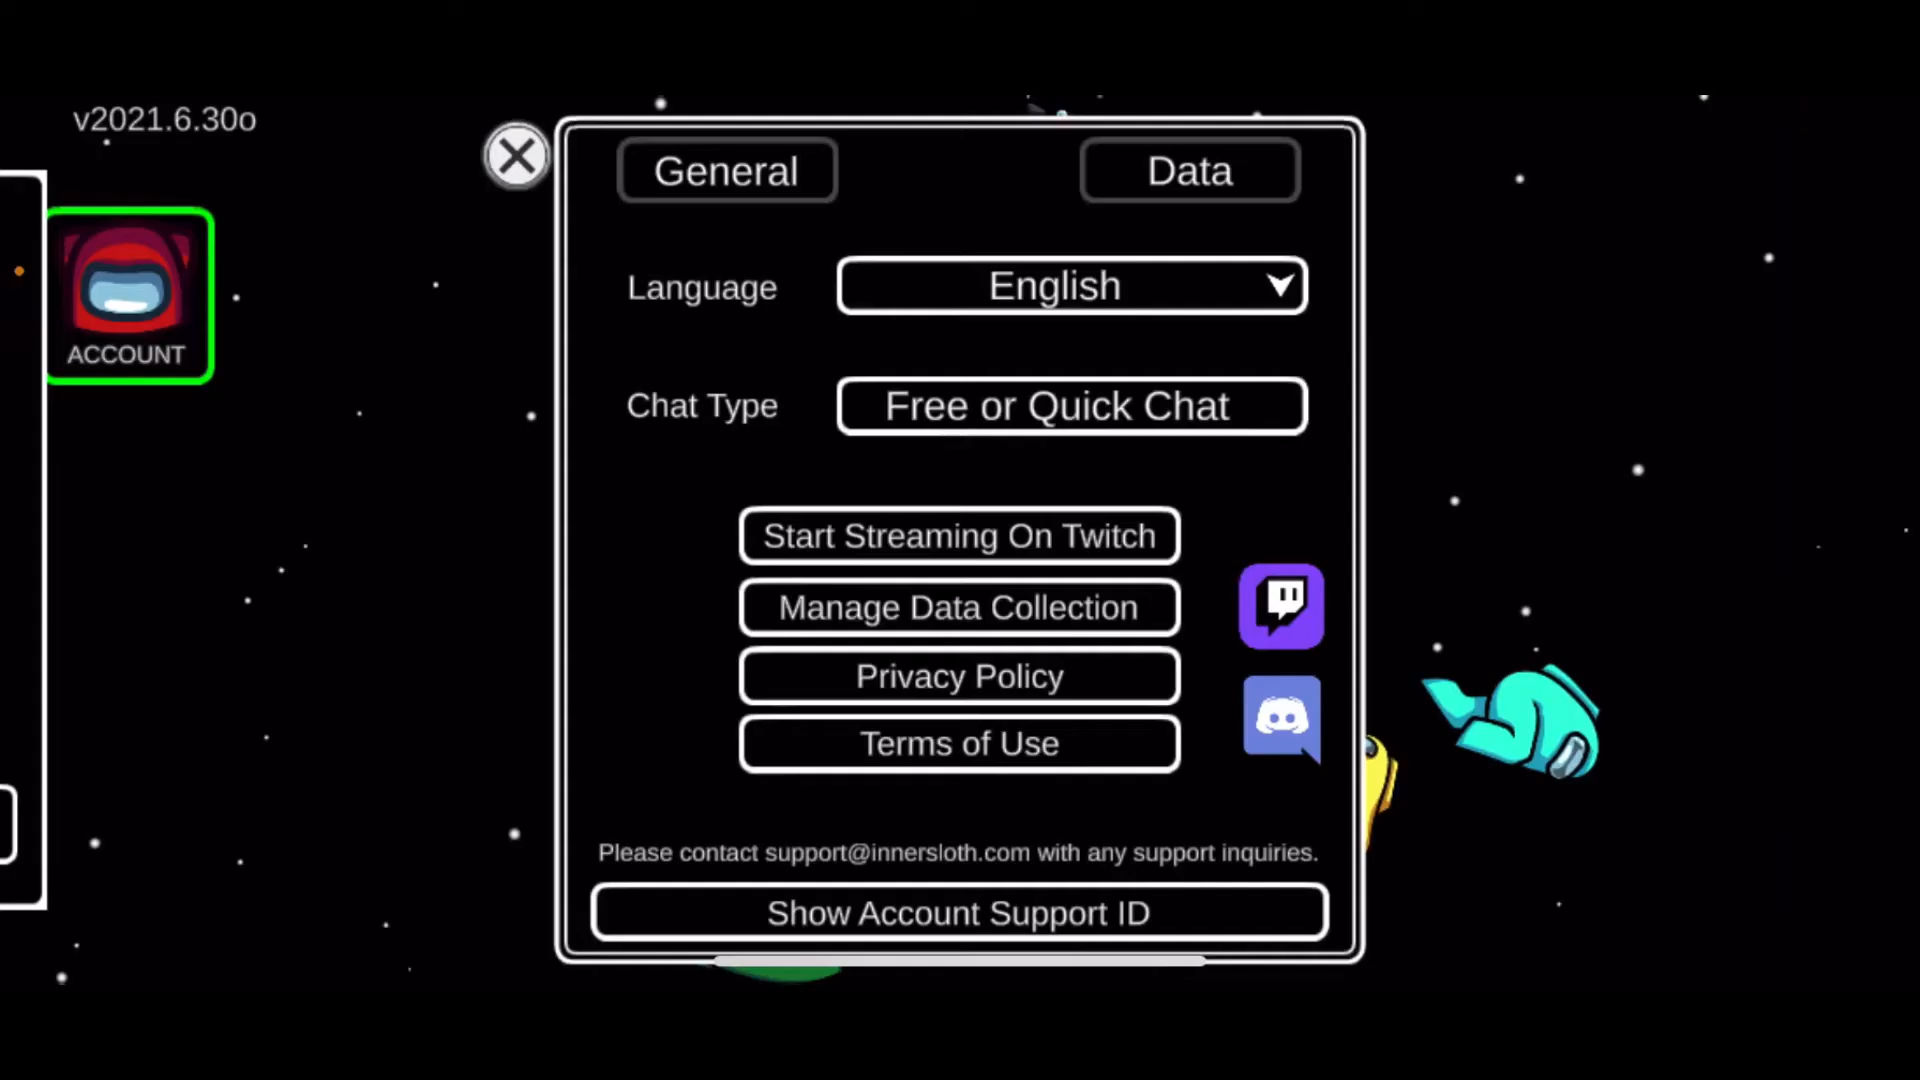 v2021.6.30o
General
Data
Language
English
ACCOUNT
Chat Type
Free or Quick Chat
Start Streaming On Twitch
Manage Data Collection
Privacy Policy
Terms of Use
Please contact support@innersloth.com with any support inquiries.
Show Account Support ID